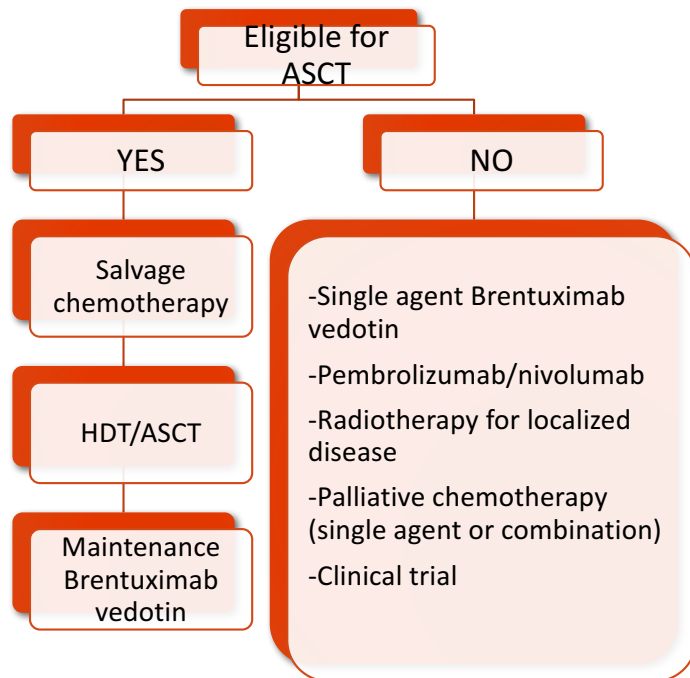 Eligible for
ASCT
YES
NO
Salvage
chemotherapy
HDT/ASCT
Maintenance
Brentuximab
vedotin
-Single agent Brentuximab
vedotin
-Pembrolizumab/nivolumab
-Radiotherapy for localized
disease
-Palliative chemotherapy
(single agent or combination)
-Clinical trial